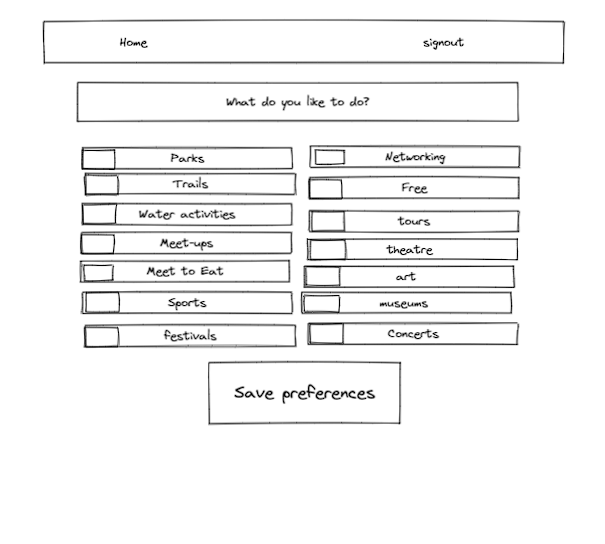 Home
signout
What do you like to do?
Parks
Trails
Water activities
Meet-ups
Meet to Eat
Sports
festivals
Networking
Free
tours
theatre
art
museums
Concerts
Save preferences